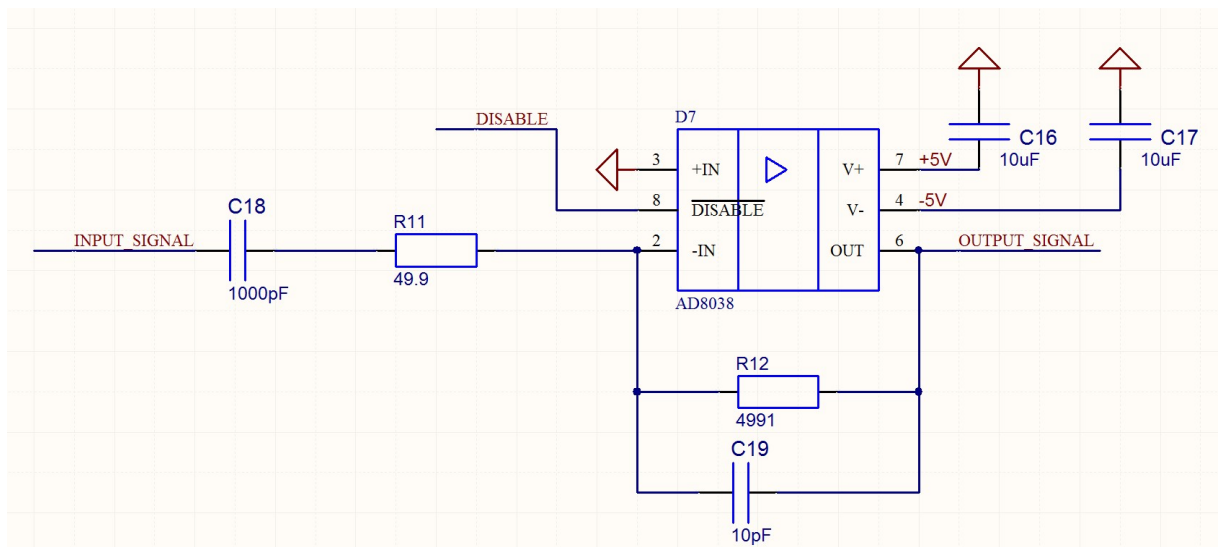 DISABLE
D7
C16
10uF
C17
10uF
3
+IN
V+
7
+5V
8
DISABLE
V-
4
-5V
C18
INPUT_SIGNAL
1000pF
R11
49.9
2
-IN
OUT
6
OUTPUT_SIGNAL
AD8038
R12
4991
C19
10pF